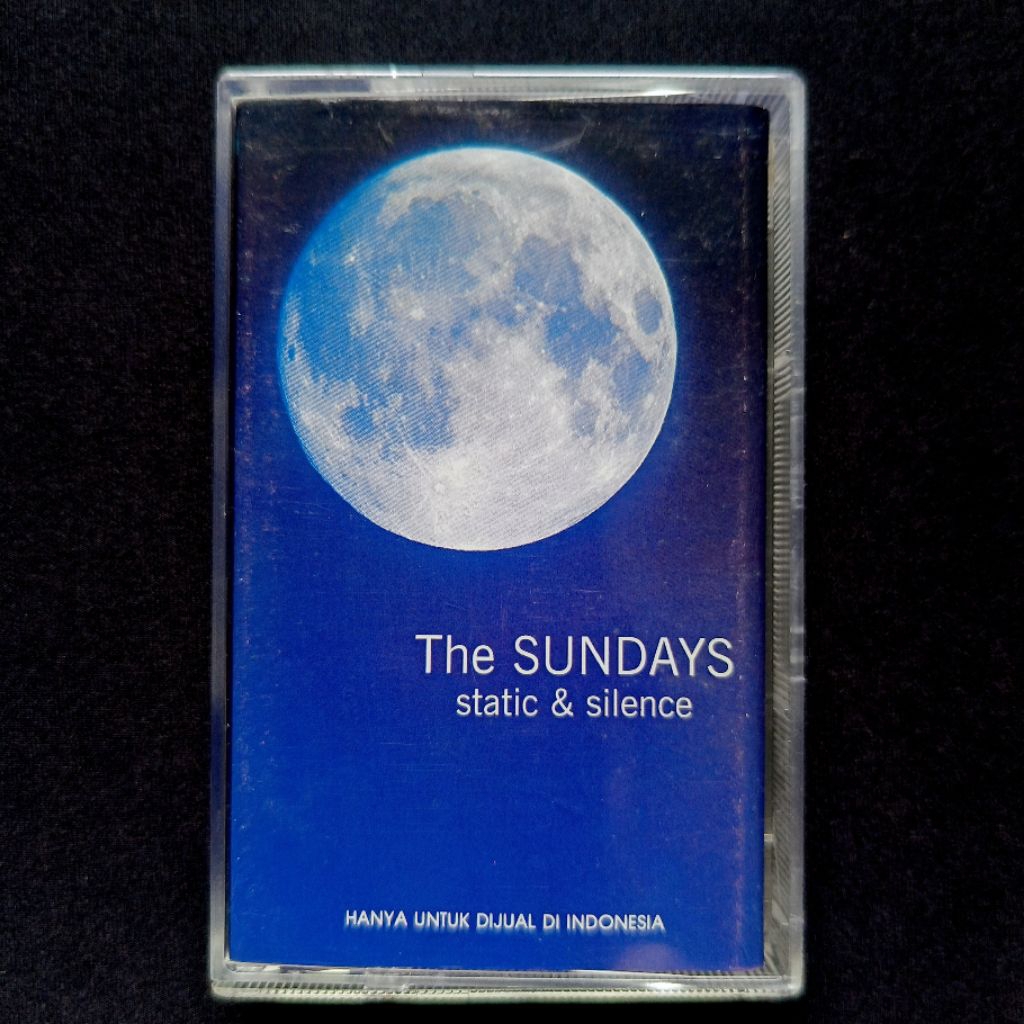 The SUNDAYS
static & silence
HANYA UNTUK DIJUAL DI INDONESIA